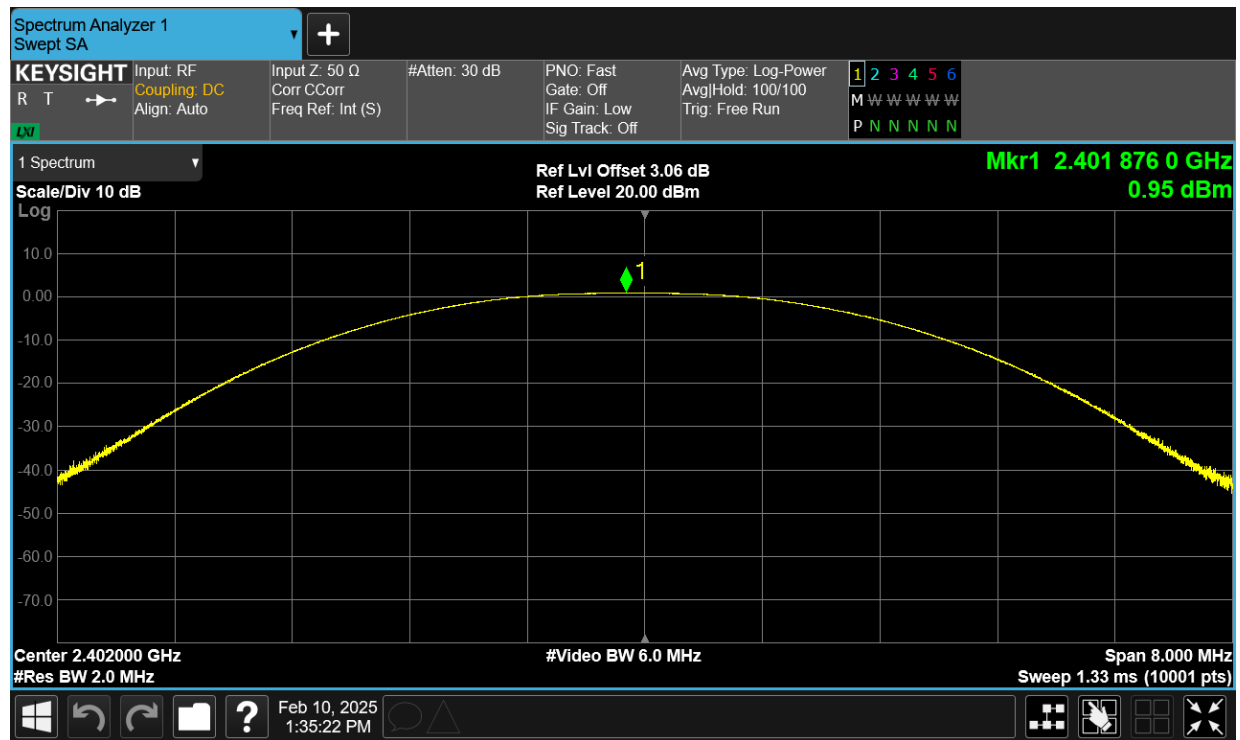 Spectrum Analyzer 1
Swept SA
KEYSIGHT
R T
LXI
Input: RF
Coupling: DC
Align: Auto
Input Z: 50 Ω
Corr CCorr
Freq Ref: Int (S)
#Atten: 30 dB
PNO: Fast
Gate: Off
IF Gain: Low
Sig Track: Off
Avg Type: Log-Power
Avg|Hold: 100/100
Trig: Free Run
1 2 3 4 5 6
M W W W W W
P N N N N N
1 Spectrum
Scale/Div 10 dB
Log
Ref Lvl Offset 3.06 dB
Ref Level 20.00 dBm
Mkr1 2.401 876 0 GHz
0.95 dBm
1
10.0
0.00
-10.0
-20.0
-30.0
-40.0
-50.0
-60.0
-70.0
Center 2.402000 GHz
#Res BW 2.0 MHz
#Video BW 6.0 MHz
Span 8.000 MHz
Sweep 1.33 ms (10001 pts)
?
Feb 10, 2025
1:35:22 PM